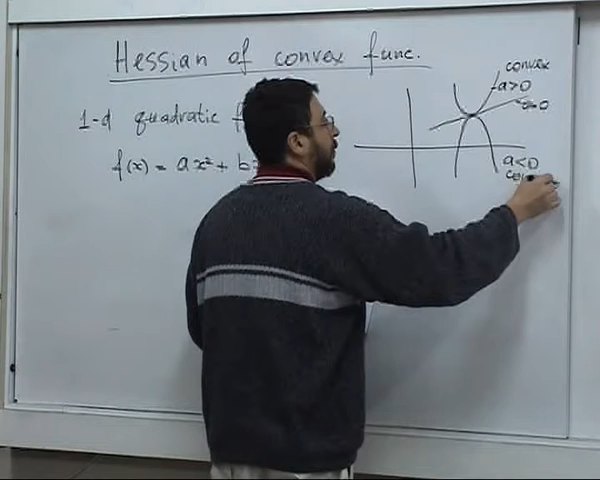 Hessian of convex func.
1-d quadratic
f(x) = ax² + b
convex
a>0
a=0
a<0